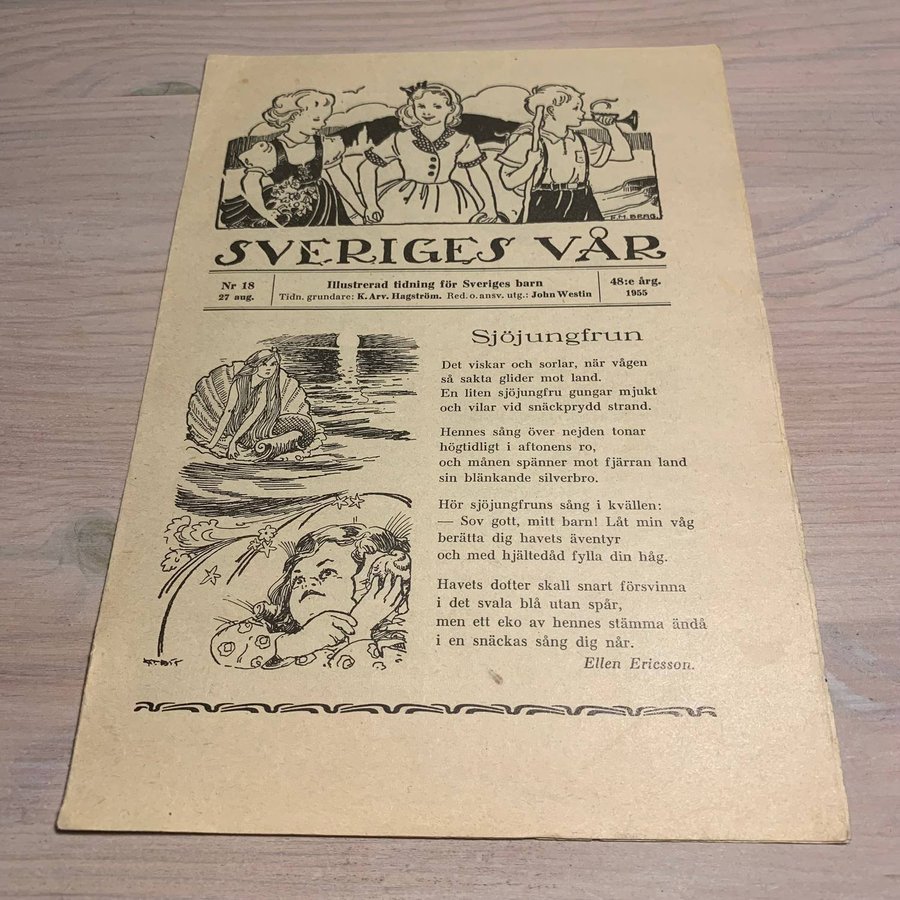 E.M. BERG
SVERIGES VÅR
Nr 18
27 aug.
Illustrerad tidning för Sveriges barn
Tidn. grundare: K. Arv. Hagström. Red. o. ansv. utg.: John Westin
48:e årg.
1955
Sjöjungfrun
Det viskar och sorlar, när vågen
så sakta glider mot land.
En liten sjöjungfru gungar mjukt
och vilar vid snäckprydd strand.
Hennes sång över nejden tonar
högtidligt i aftonens ro,
och månen spänner mot fjärran land
sin blänkande silverbro.
Hör sjöjungfruns sång i kvällen:
— Sov gott, mitt barn! Låt min våg
berätta dig havets äventyr
och med hjältedåd fylla din håg.
Havets dotter skall snart försvinna
i det svala blå utan spår,
men ett eko av hennes stämma ändå
i en snäckas sång dig når.
Ellen Ericsson.